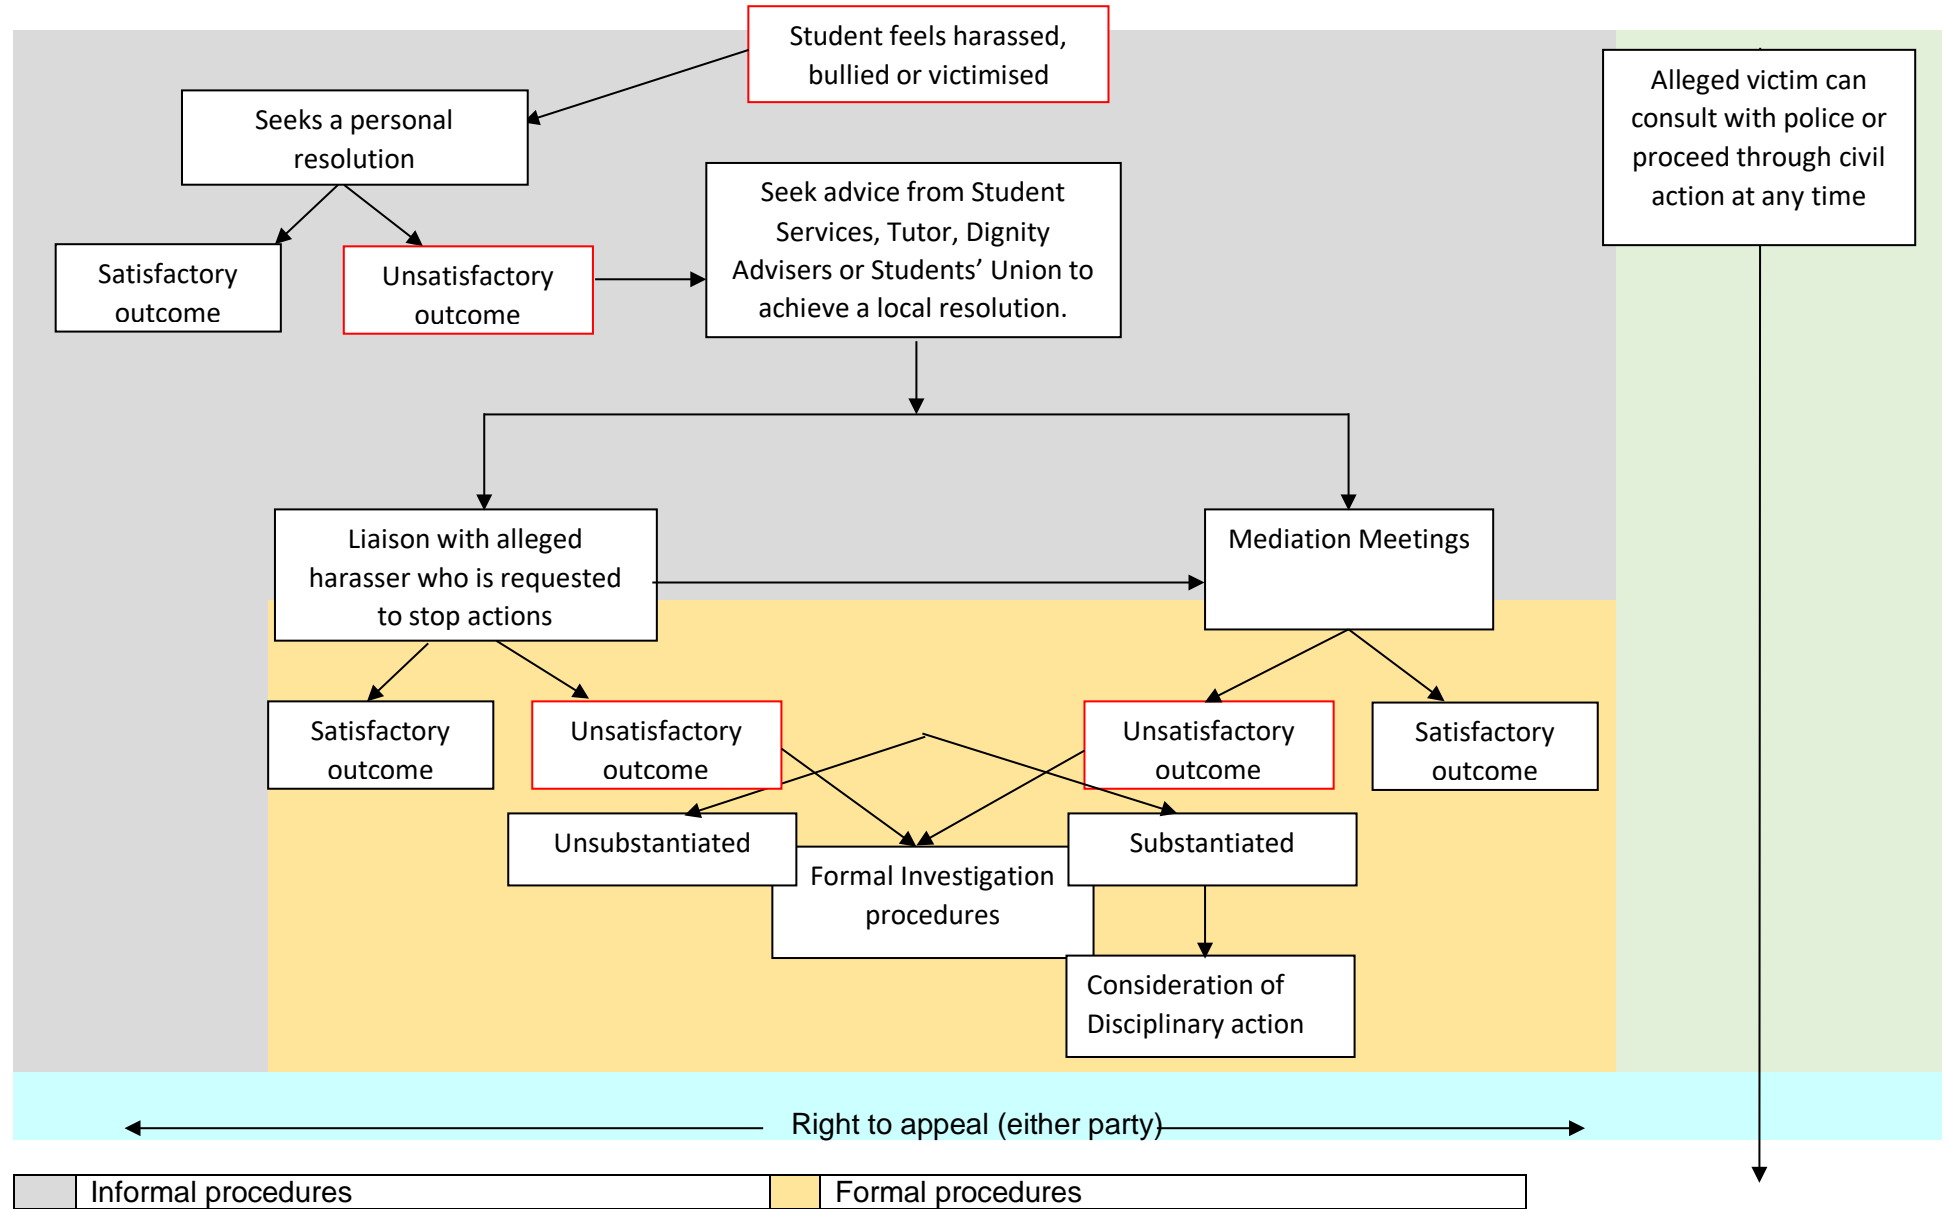 Student feels harassed,
bullied or victimised
Alleged victim can
consult with police or
proceed through civil
action at any time
Seeks a personal
resolution
Seek advice from Student
Services, Tutor, Dignity
Advisers or Students’ Union to
achieve a local resolution.
Satisfactory
outcome
Unsatisfactory
outcome
Liaison with alleged
harasser who is requested
to stop actions
Mediation Meetings
Satisfactory
outcome
Unsatisfactory
outcome
Unsatisfactory
outcome
Satisfactory
outcome
Unsubstantiated
Substantiated
Formal Investigation
procedures
Consideration of
Disciplinary action
Right to appeal (either party)
Informal procedures
Formal procedures